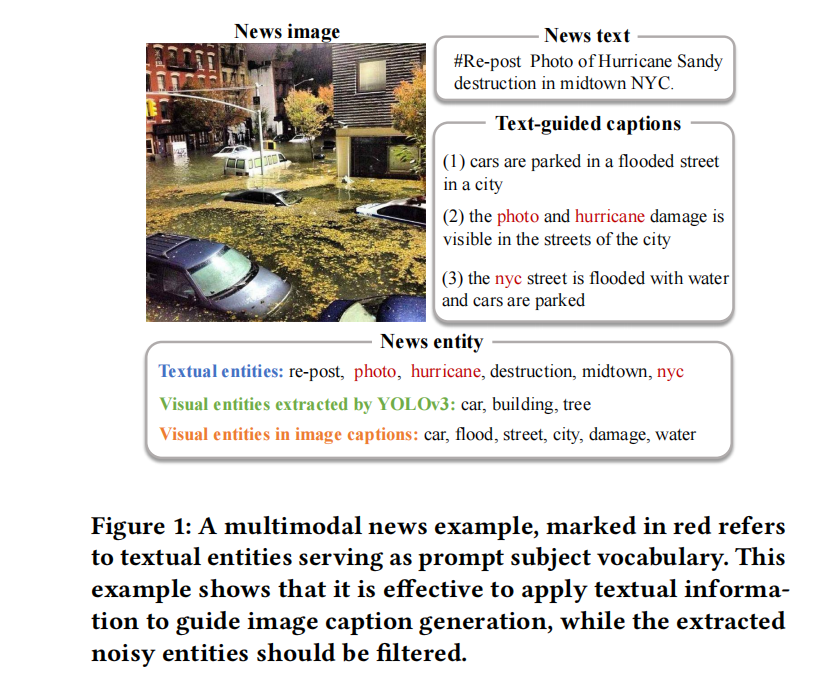 News image
News text
#Re-post Photo of Hurricane Sandy
destruction in midtown NYC.
Text-guided captions
(1) cars are parked in a flooded street
in a city
(2) the photo and hurricane damage is
visible in the streets of the city
(3) the nyc street is flooded with water
and cars are parked
News entity
Textual entities: re-post, photo, hurricane, destruction, midtown, nyc
Visual entities extracted by YOLOv3: car, building, tree
Visual entities in image captions: car, flood, street, city, damage, water
Figure 1: A multimodal news example, marked in red refers
to textual entities serving as prompt subject vocabulary. This
example shows that it is effective to apply textual informa-
tion to guide image caption generation, while the extracted
noisy entities should be filtered.